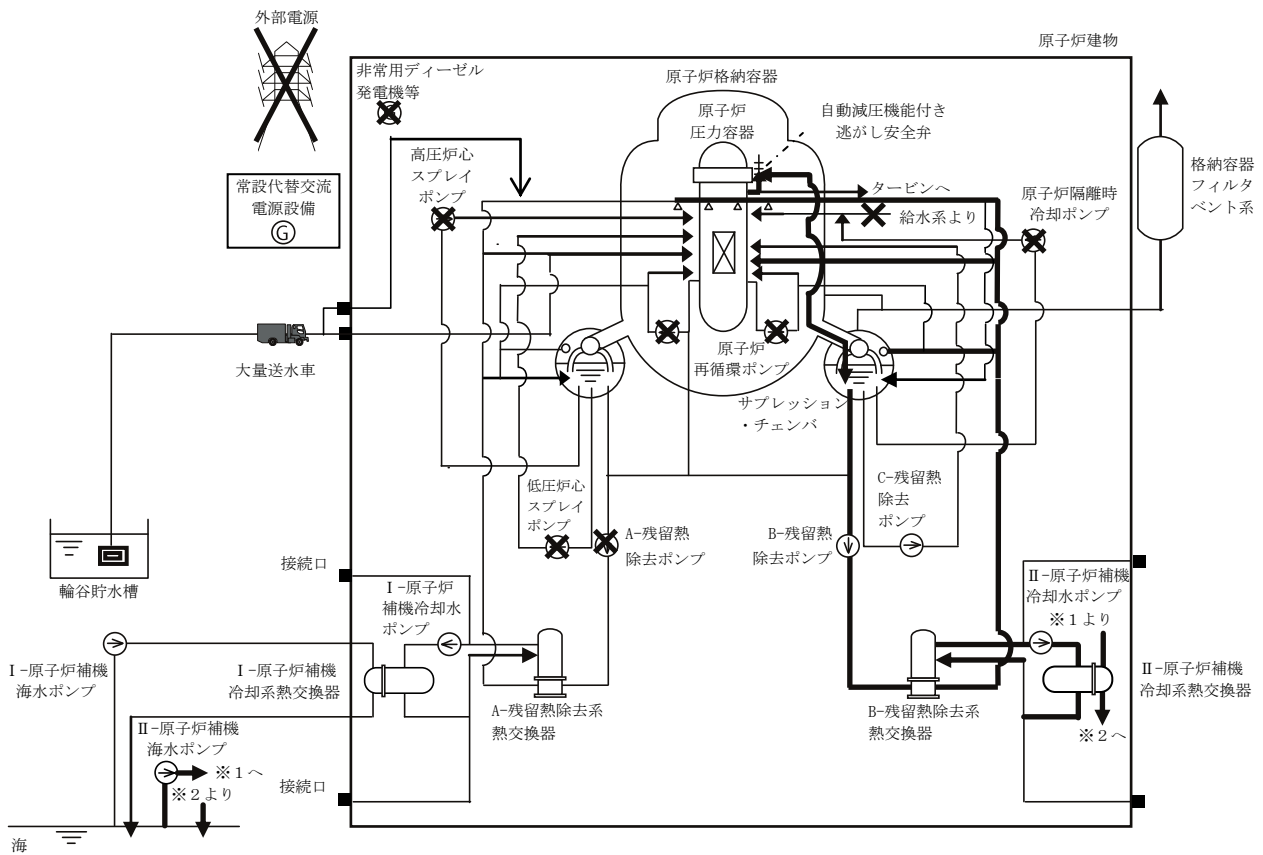 外部電源
原子炉建物
非常用ディーゼル
発電機等
原子炉格納容器
原子炉
圧力容器
自動減圧機能付き
逃がし安全弁
高圧炉心
スプレイ
ポンプ
常設代替交流
電源設備
G
タービンへ
給水系より
原子炉隔離時
冷却ポンプ
格納容器
フィルタ
ベント系
大量送水車
原子炉
再循環ポンプ
サプレッション
・チェンバ
低圧炉心
スプレイ
ポンプ
A-残留熱
除去ポンプ
B-残留熱
除去ポンプ
C-残留熱
除去
ポンプ
輪谷貯水槽
接続口
Ⅰ-原子炉
補機冷却水
ポンプ
Ⅱ-原子炉補機
冷却水ポンプ
※1より
Ⅰ-原子炉補機
海水ポンプ
Ⅰ-原子炉補機
冷却系熱交換器
Ⅱ-原子炉補機
冷却系熱交換器
A-残留熱除去系
熱交換器
B-残留熱除去系
熱交換器
※2へ
Ⅱ-原子炉補機
海水ポンプ
※1へ
※2より
接続口
海